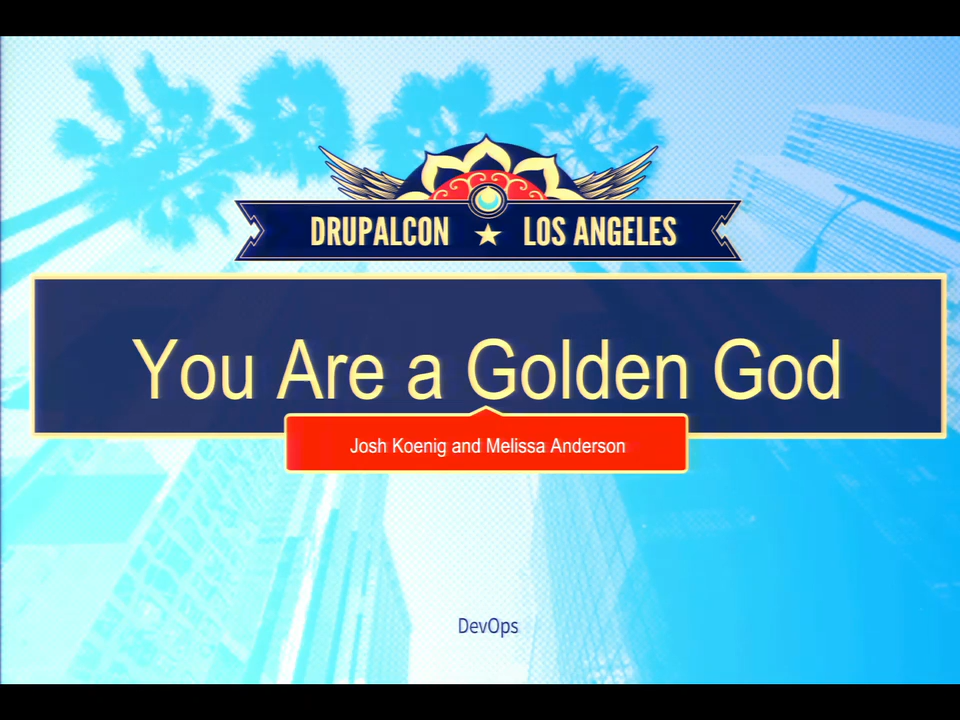 DRUPALCON ★ LOS ANGELES
You Are a Golden God
Josh Koenig and Melissa Anderson
DevOps